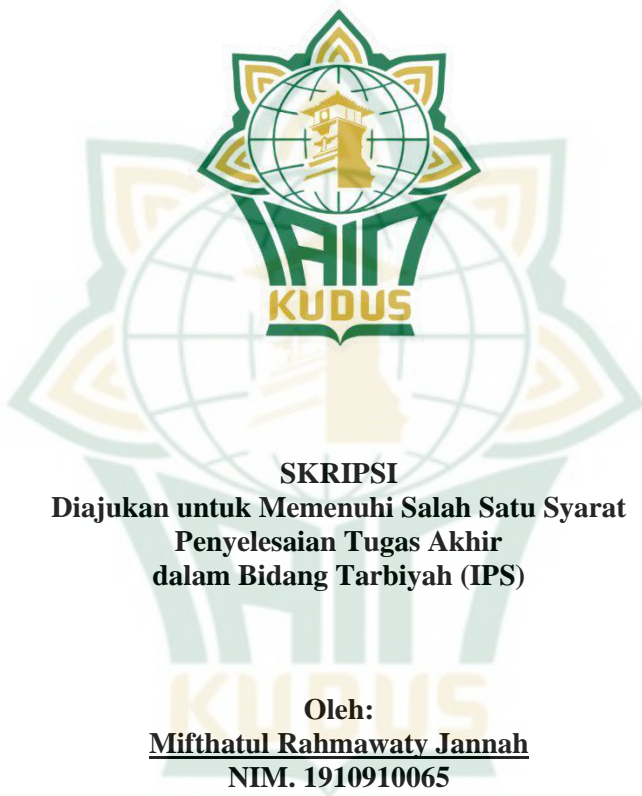 IAIN
KUDUS
SKRIPSI
Diajukan untuk Memenuhi Salah Satu Syarat
Penyelesaian Tugas Akhir
dalam Bidang Tarbiyah (IPS)
Oleh:
Mifthatul Rahmawaty Jannah
NIM. 1910910065